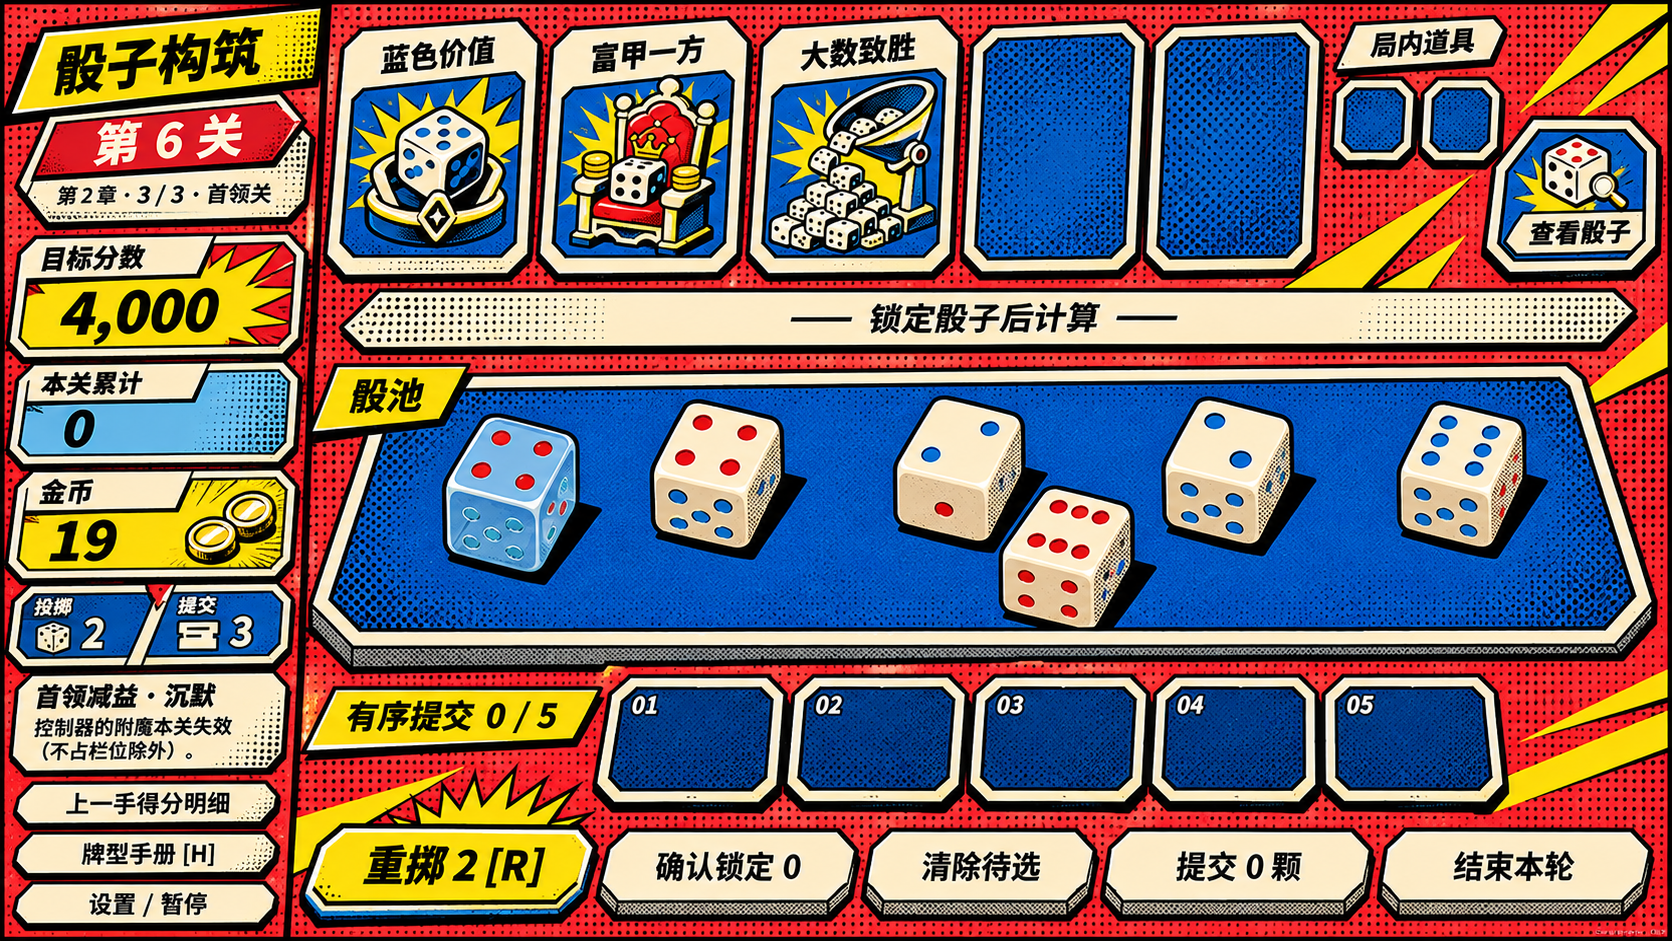 骰子构筑
第 6 关
第2章·3/3·首领关
目标分数
4,000
本关累计
0
金币
19
投掷
2
提交
3
首领减益·沉默
控制器的附魔本关失效
（不占栏位除外）。
上一手得分明细
牌型手册 [H]
设置 / 暂停
蓝色价值
富甲一方
大数致胜
局内道具
查看骰子
锁定骰子后计算
骰池
有序提交 0 / 5
01
02
03
04
05
重掷 2 [R]
确认锁定 0
清除待选
提交 0 颗
结束本轮